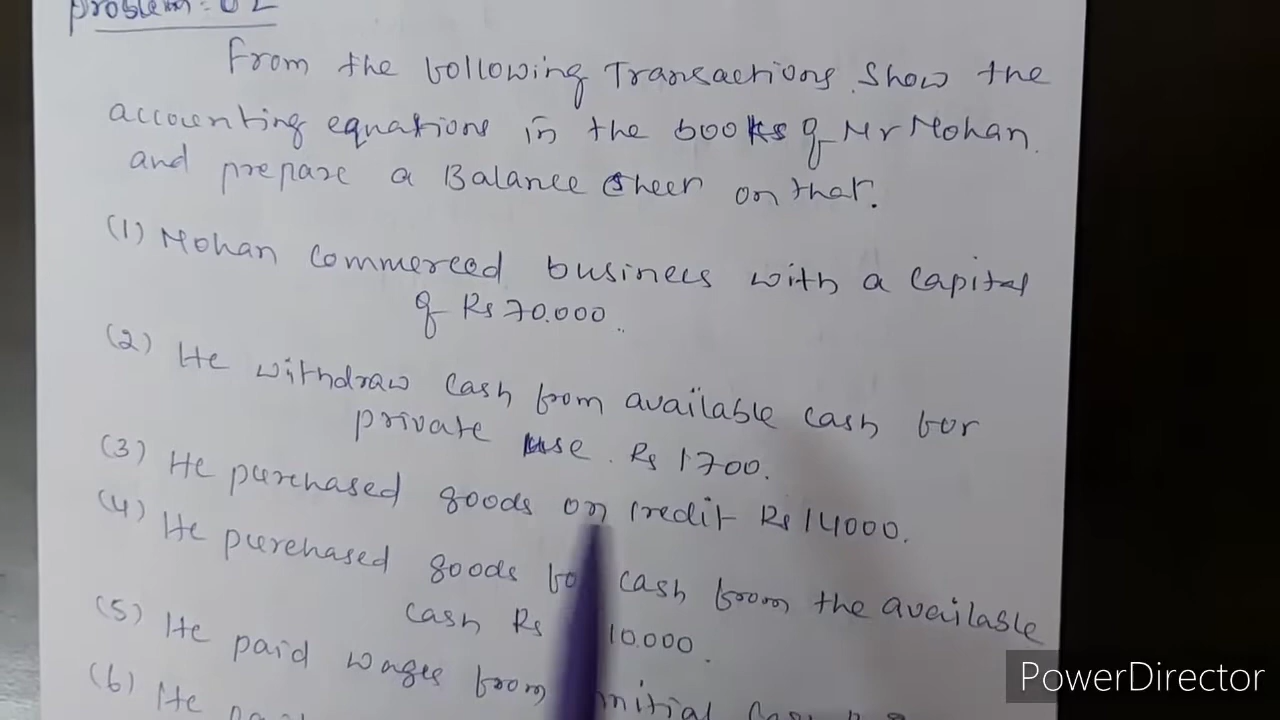 Problem: 02
From the following Transactions. Show the
accounting equations in the books of Mr Mohan.
and prepare a Balance Sheet on that.
(1) Mohan commerced business with a capital
of Rs 70.000..
(2) He withdraw cash from available cash for
private use. Rs 1700.
(3) He purchased goods on credit Rs 14000.
(4) He purchased goods for cash from the available
cash Rs 10.000.
(5) He paid wages from initial
(6) He
PowerDirector